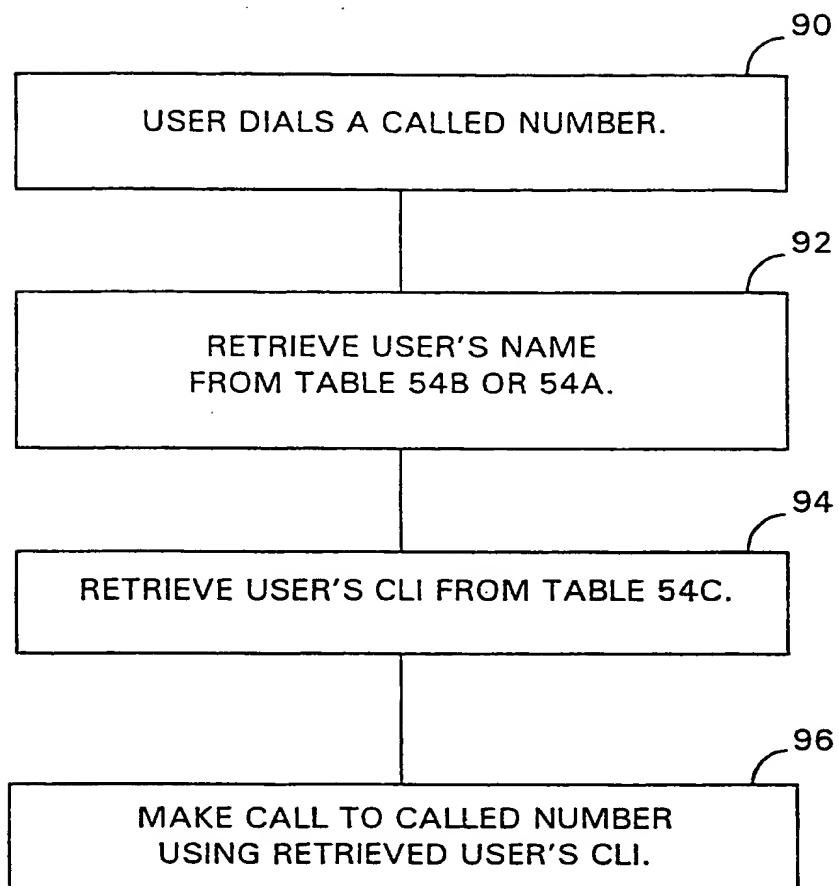 90
USER DIALS A CALLED NUMBER.
92
RETRIEVE USER'S NAME
FROM TABLE 54B OR 54A.
94
RETRIEVE USER'S CLI FROM TABLE 54C.
96
MAKE CALL TO CALLED NUMBER
USING RETRIEVED USER'S CLI.